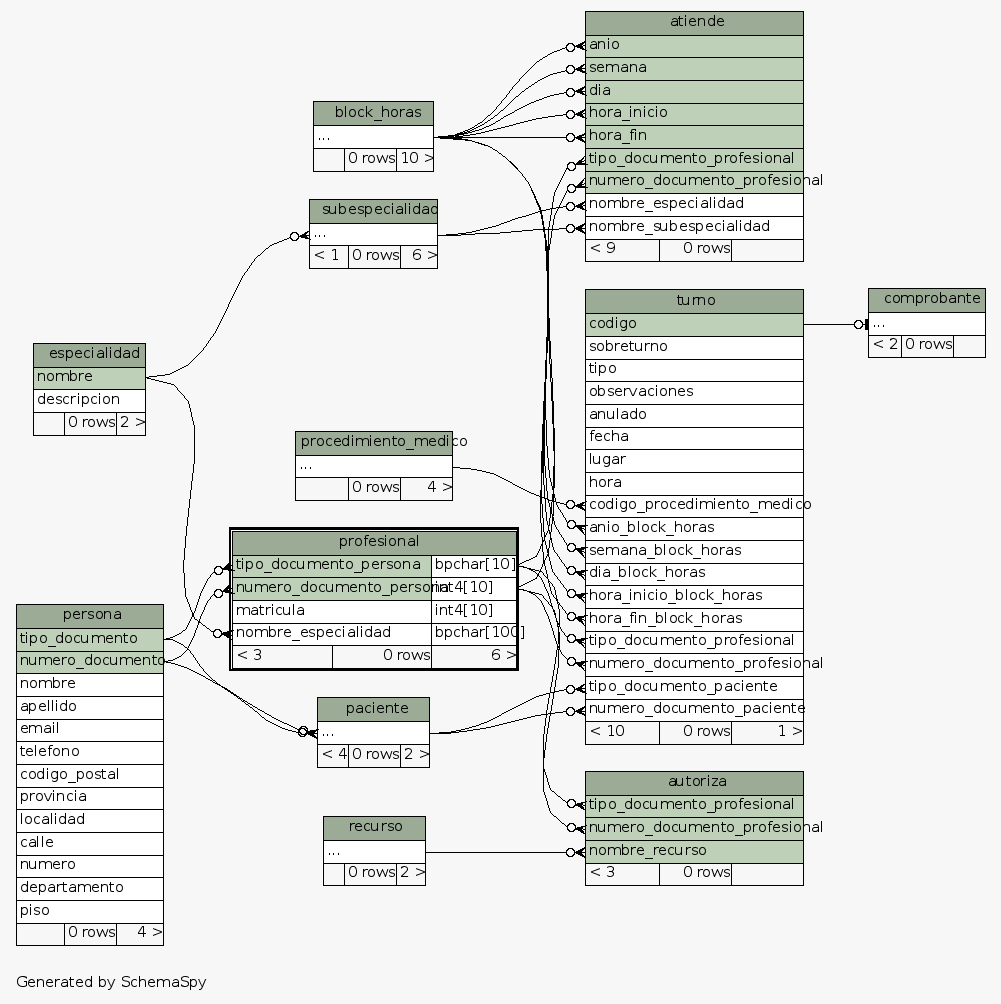 atiende
anio
semana
dia
hora_inicio
hora_fin
tipo_documento_profesional
numero_documento_profesional
nombre_especialidad
nombre_subespecialidad
< 9 0 rows
block_horas
...
0 rows 10 >
subespecialidad
...
< 1 0 rows 6 >
turno
codigo
sobreturno
tipo
observaciones
anulado
fecha
lugar
hora
codigo_procedimiento_medico
anio_block_horas
semana_block_horas
dia_block_horas
hora_inicio_block_horas
hora_fin_block_horas
tipo_documento_profesional
numero_documento_profesional
tipo_documento_paciente
numero_documento_paciente
< 10 0 rows 1 >
comprobante
...
< 2 0 rows
especialidad
nombre
descripcion
0 rows 2 >
procedimiento_medico
...
0 rows 4 >
profesional
tipo_documento_persona bpchar[10]
numero_documento_persona int4[10]
matricula int4[10]
nombre_especialidad bpchar[100]
< 3 0 rows 6 >
persona
tipo_documento
numero_documento
nombre
apellido
email
telefono
codigo_postal
provincia
localidad
calle
numero
departamento
piso
0 rows 4 >
paciente
...
< 4 0 rows 2 >
autoriza
tipo_documento_profesional
numero_documento_profesional
nombre_recurso
< 3 0 rows
recurso
...
0 rows 2 >
Generated by SchemaSpy